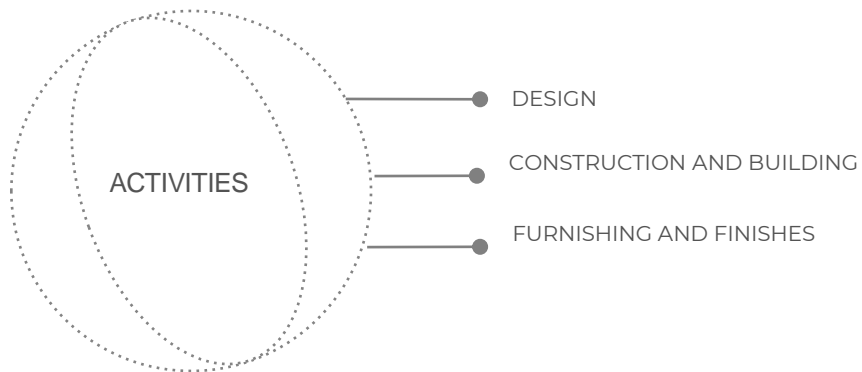 DESIGN
CONSTRUCTION AND BUILDING
ACTIVITIES
FURNISHING AND FINISHES